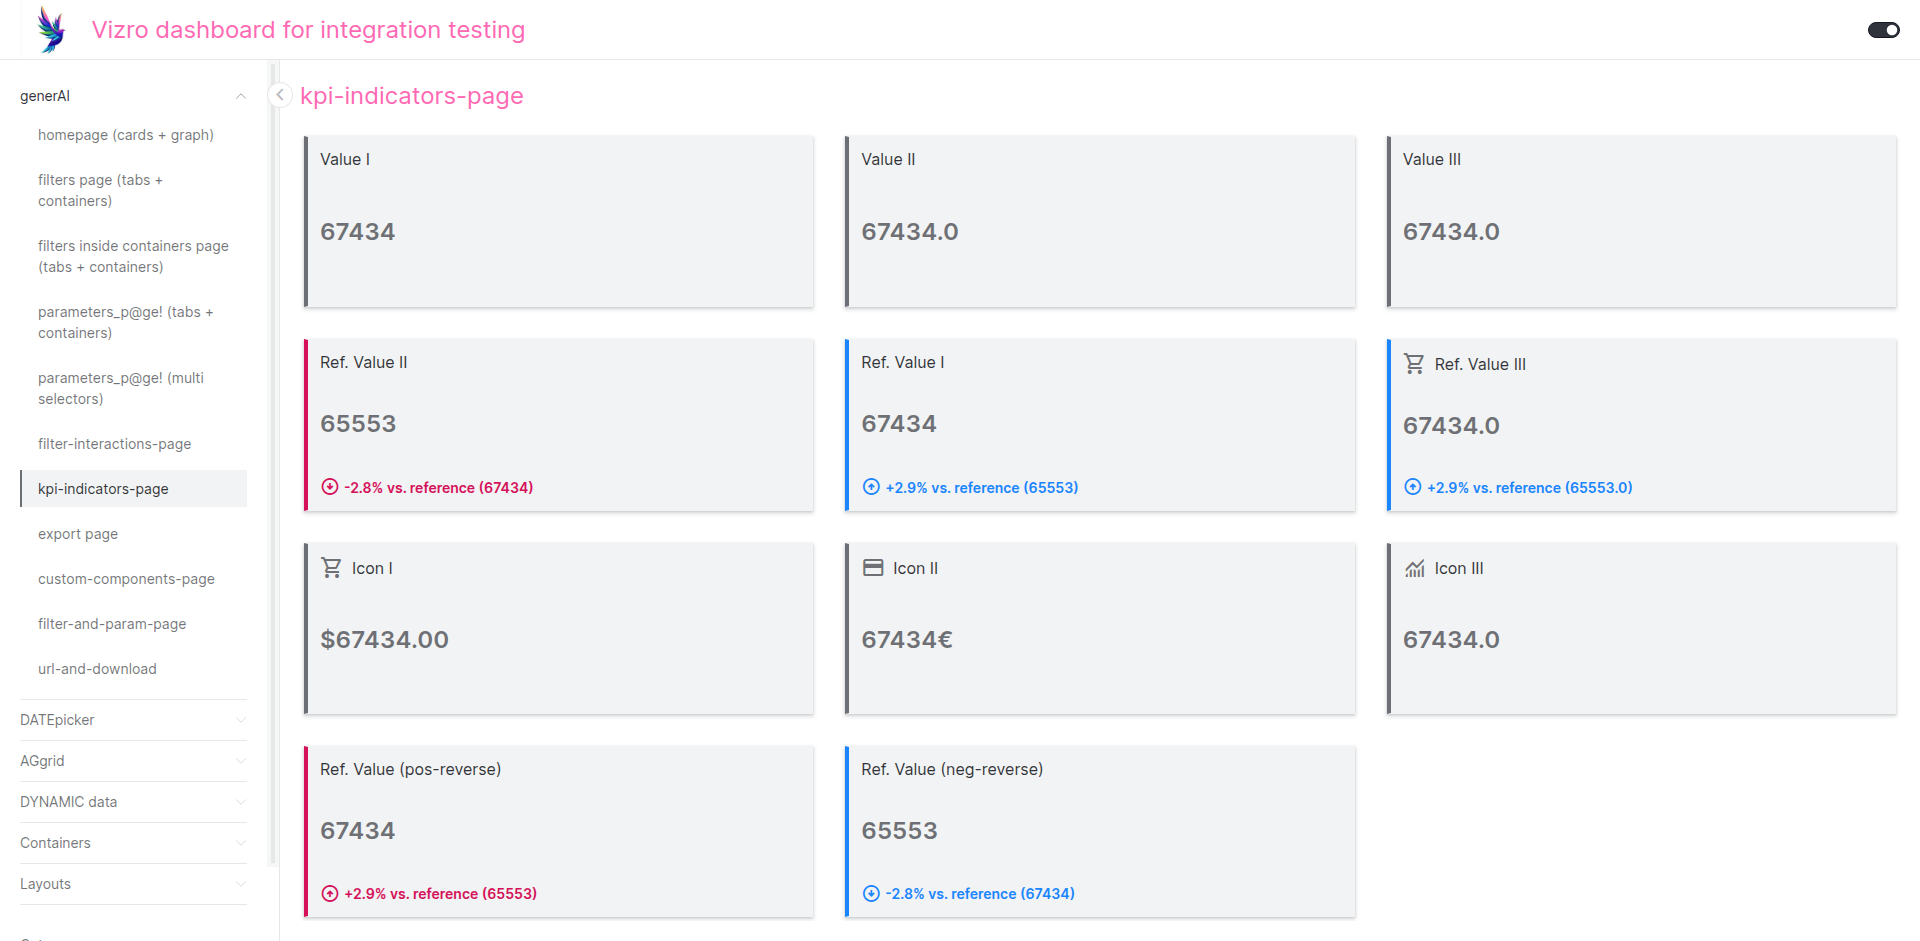 Vizro dashboard for integration testing
generAI
homepage (cards + graph)
filters page (tabs +
containers)
filters inside containers page
(tabs + containers)
parameters_p@ge! (tabs +
containers)
parameters_p@ge! (multi
selectors)
filter-interactions-page
kpi-indicators-page
export page
custom-components-page
filter-and-param-page
url-and-download
DATEpicker
AGgrid
DYNAMIC data
Containers
Layouts
kpi-indicators-page
Value I
67434
Value II
67434.0
Value III
67434.0
Ref. Value II
65553
-2.8% vs. reference (67434)
Ref. Value I
67434
+2.9% vs. reference (65553)
Ref. Value III
67434.0
+2.9% vs. reference (65553.0)
Icon I
$67434.00
Icon II
67434€
Icon III
67434.0
Ref. Value (pos-reverse)
67434
+2.9% vs. reference (65553)
Ref. Value (neg-reverse)
65553
-2.8% vs. reference (67434)